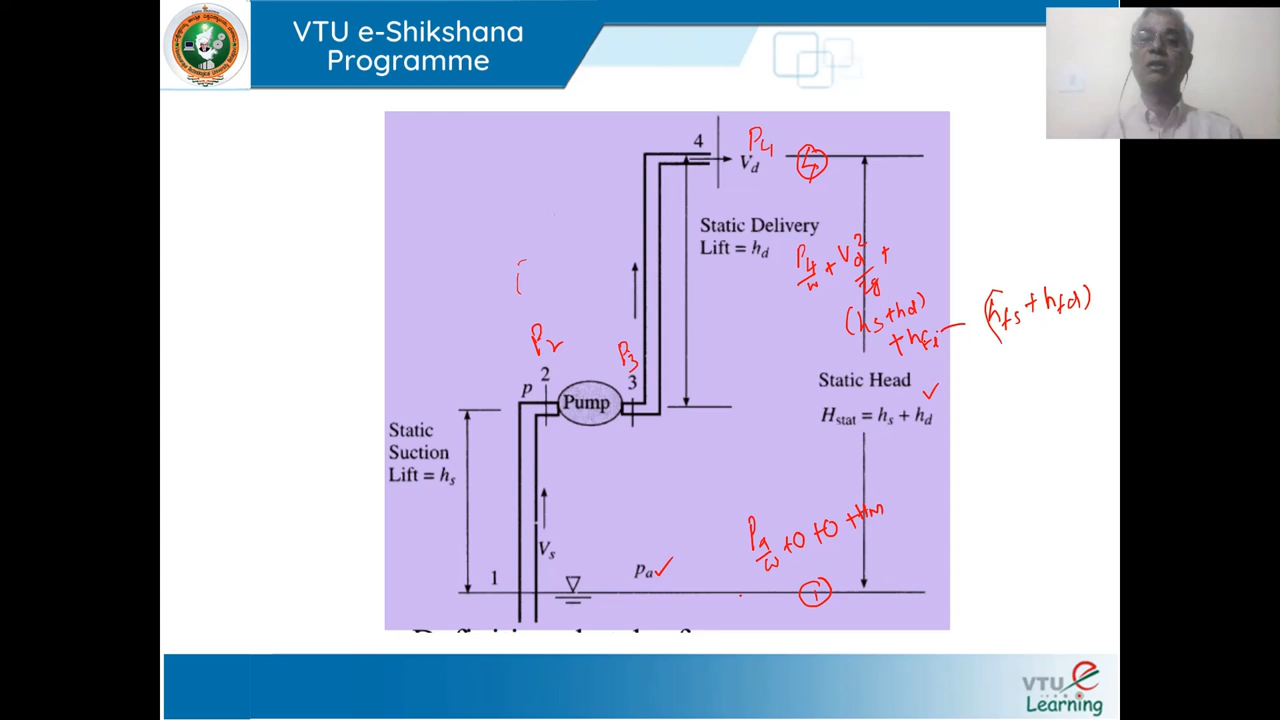 VTU e-Shikshana
Programme
4
P4
Vd
4
Static Delivery
Lift = hd
P4/w + Vd²/2g +
(hs + hd)
(hfs + hfd)
P2
P3
p
2
3
Pump
Static Head
Hstat = hs + hd
Static
Suction
Lift = hs
Pa/w + 0 + 0 + Hm
Vs
pa
1
1
VTU e
Learning